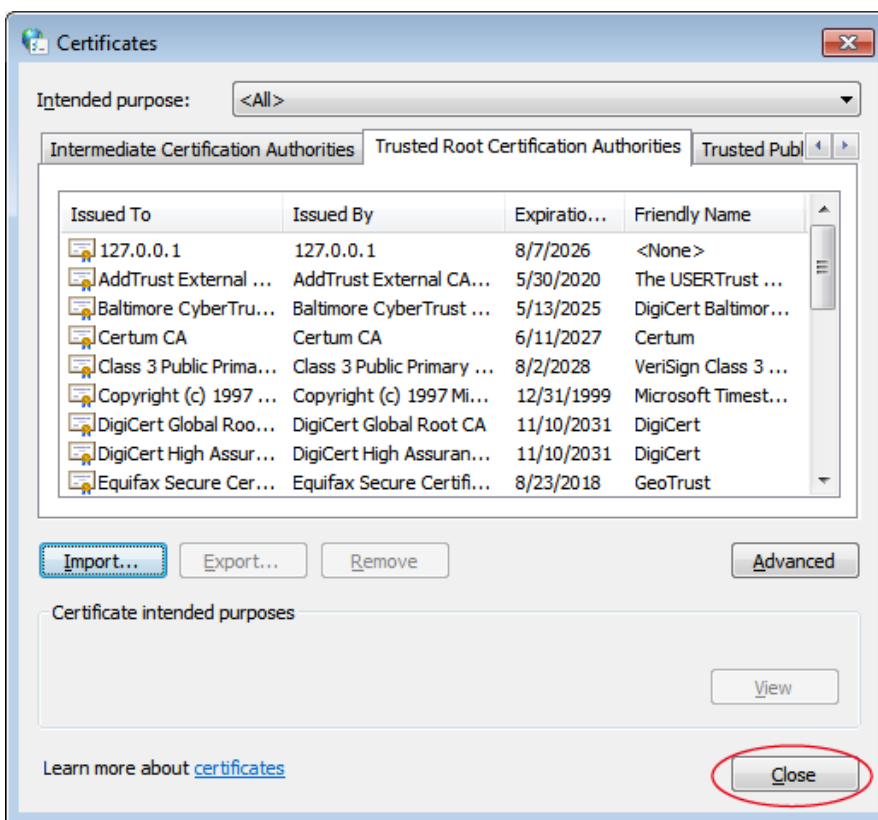 Certificates
Intended purpose: <All>
Intermediate Certification Authorities Trusted Root Certification Authorities Trusted Publ
Issued To Issued By Expiratio... Friendly Name
127.0.0.1 127.0.0.1 8/7/2026 <None>
AddTrust External ... AddTrust External CA... 5/30/2020 The USERTrust ...
Baltimore CyberTru... Baltimore CyberTrust ... 5/13/2025 DigiCert Baltimor...
Certum CA Certum CA 6/11/2027 Certum
Class 3 Public Prima... Class 3 Public Primary ... 8/2/2028 VeriSign Class 3 ...
Copyright (c) 1997 ... Copyright (c) 1997 Mi... 12/31/1999 Microsoft Timest...
DigiCert Global Roo... DigiCert Global Root CA 11/10/2031 DigiCert
DigiCert High Assur... DigiCert High Assuran... 11/10/2031 DigiCert
Equifax Secure Cer... Equifax Secure Certifi... 8/23/2018 GeoTrust
Import... Export... Remove Advanced
Certificate intended purposes
View
Learn more about certificates
Close